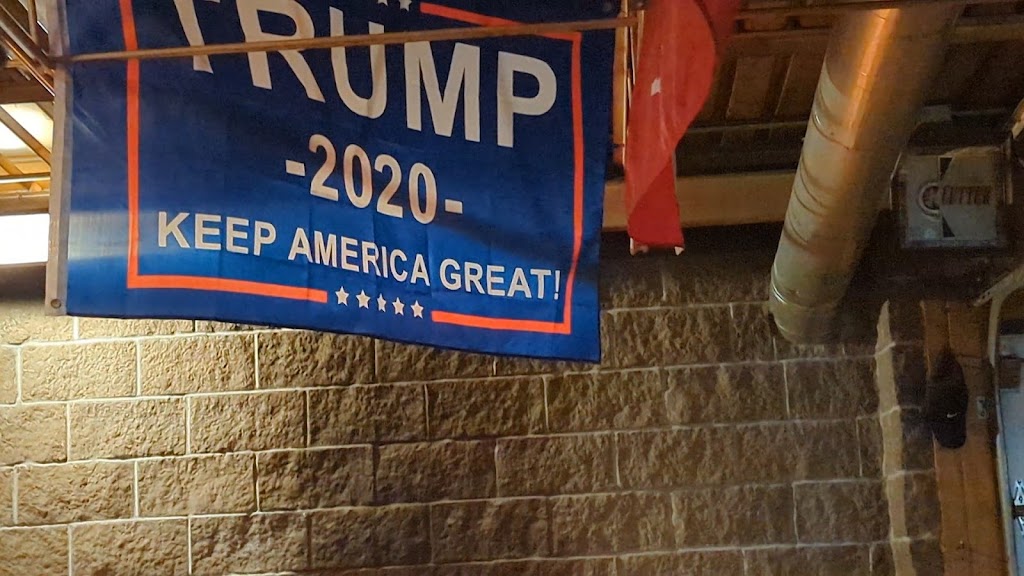 TRUMP
-2020-
KEEP AMERICA GREAT!